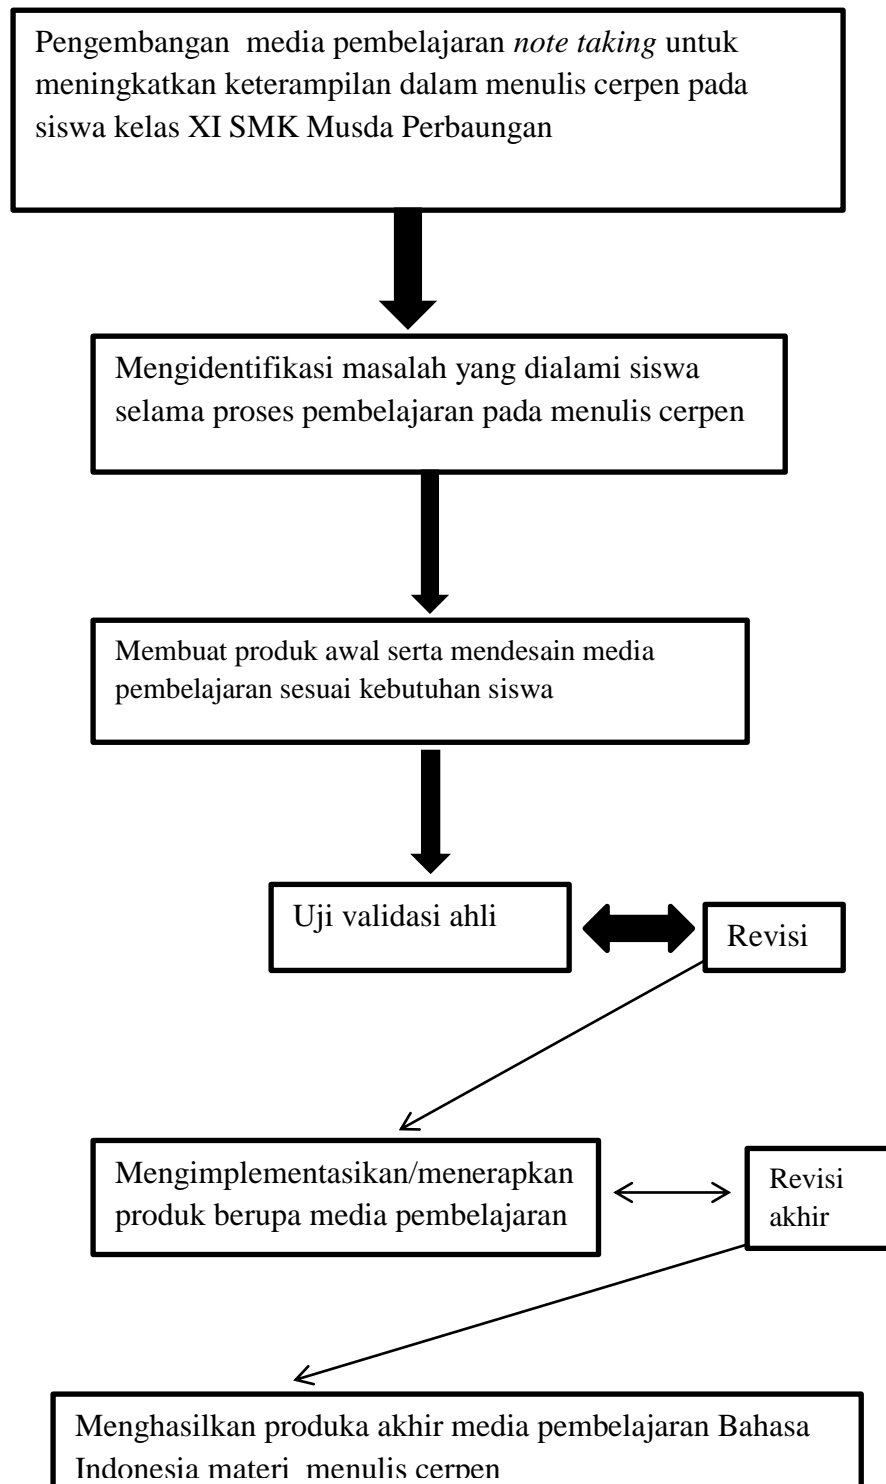 Pengembangan media pembelajaran note taking untuk
meningkatkan keterampilan dalam menulis cerpen pada
siswa kelas XI SMK Musda Perbaungan
Mengidentifikasi masalah yang dialami siswa
selama proses pembelajaran pada menulis cerpen
Membuat produk awal serta mendesain media
pembelajaran sesuai kebutuhan siswa
Uji validasi ahli
Revisi
Mengimplementasikan/menerapkan
produk berupa media pembelajaran
Revisi
akhir
Menghasilkan produka akhir media pembelajaran Bahasa
Indonesia materi menulis cerpen